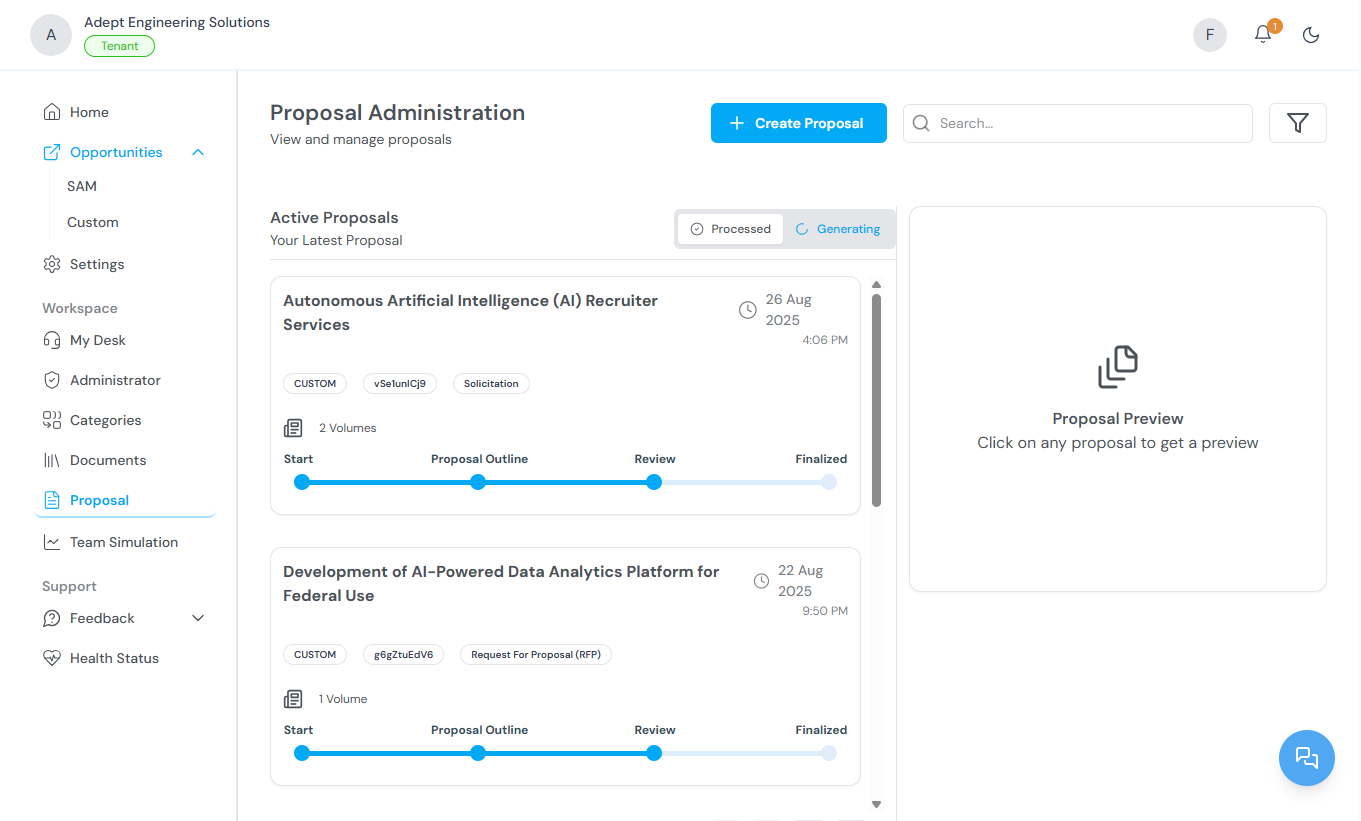 A
Adept Engineering Solutions
Tenant
F
1
Home
Opportunities
SAM
Custom
Settings
Workspace
My Desk
Administrator
Categories
Documents
Proposal
Team Simulation
Support
Feedback
Health Status
Proposal Administration
View and manage proposals
Create Proposal
Search...
Active Proposals
Your Latest Proposal
Processed
Generating
Autonomous Artificial Intelligence (AI) Recruiter
Services
26 Aug
2025
4:06 PM
CUSTOM
Solicitation
2 Volumes
Start
Proposal Outline
Review
Finalized
Development of AI-Powered Data Analytics Platform for
Federal Use
22 Aug
2025
9:50 PM
CUSTOM
g6gZtuEdV6
Request For Proposal (RFP)
1 Volume
Start
Proposal Outline
Review
Finalized
Proposal Preview
Click on any proposal to get a preview